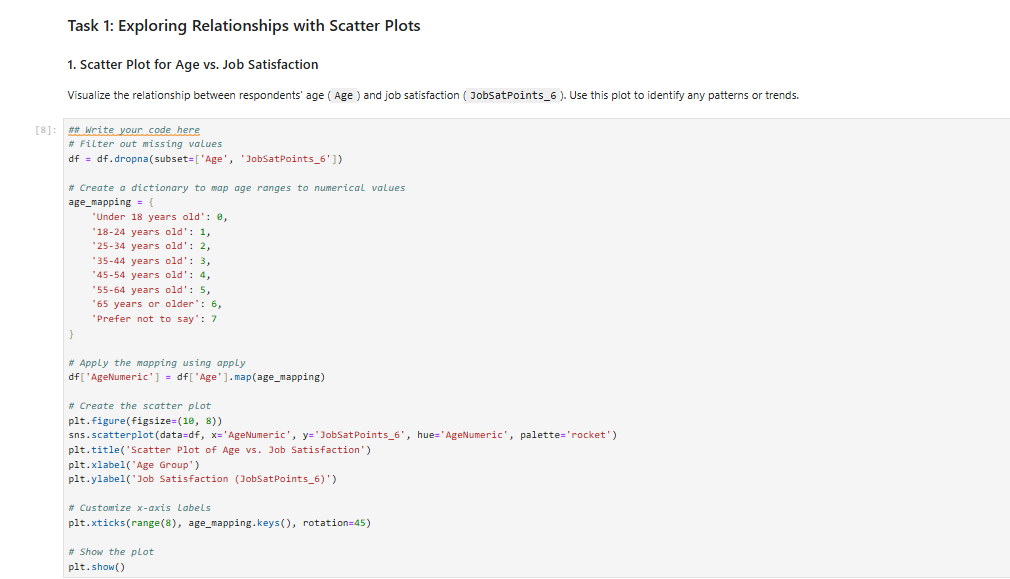 Task 1: Exploring Relationships with Scatter Plots
1. Scatter Plot for Age vs. Job Satisfaction
Visualize the relationship between respondents' age ( Age ) and job satisfaction ( JobSatPoints_6 ). Use this plot to identify any patterns or trends.
[8]: ## Write your code here
# Filter out missing values
df = df.dropna(subset=['Age', 'JobSatPoints_6'])
# Create a dictionary to map age ranges to numerical values
age_mapping = {
    'Under 18 years old': 0,
    '18-24 years old': 1,
    '25-34 years old': 2,
    '35-44 years old': 3,
    '45-54 years old': 4,
    '55-64 years old': 5,
    '65 years or older': 6,
    'Prefer not to say': 7
}
# Apply the mapping using apply
df['AgeNumeric'] = df['Age'].map(age_mapping)
# Create the scatter plot
plt.figure(figsize=(10, 8))
sns.scatterplot(data=df, x='AgeNumeric', y='JobSatPoints_6', hue='AgeNumeric', palette='rocket')
plt.title('Scatter Plot of Age vs. Job Satisfaction')
plt.xlabel('Age Group')
plt.ylabel('Job Satisfaction (JobSatPoints_6)')
# Customize x-axis labels
plt.xticks(range(8), age_mapping.keys(), rotation=45)
# Show the plot
plt.show()